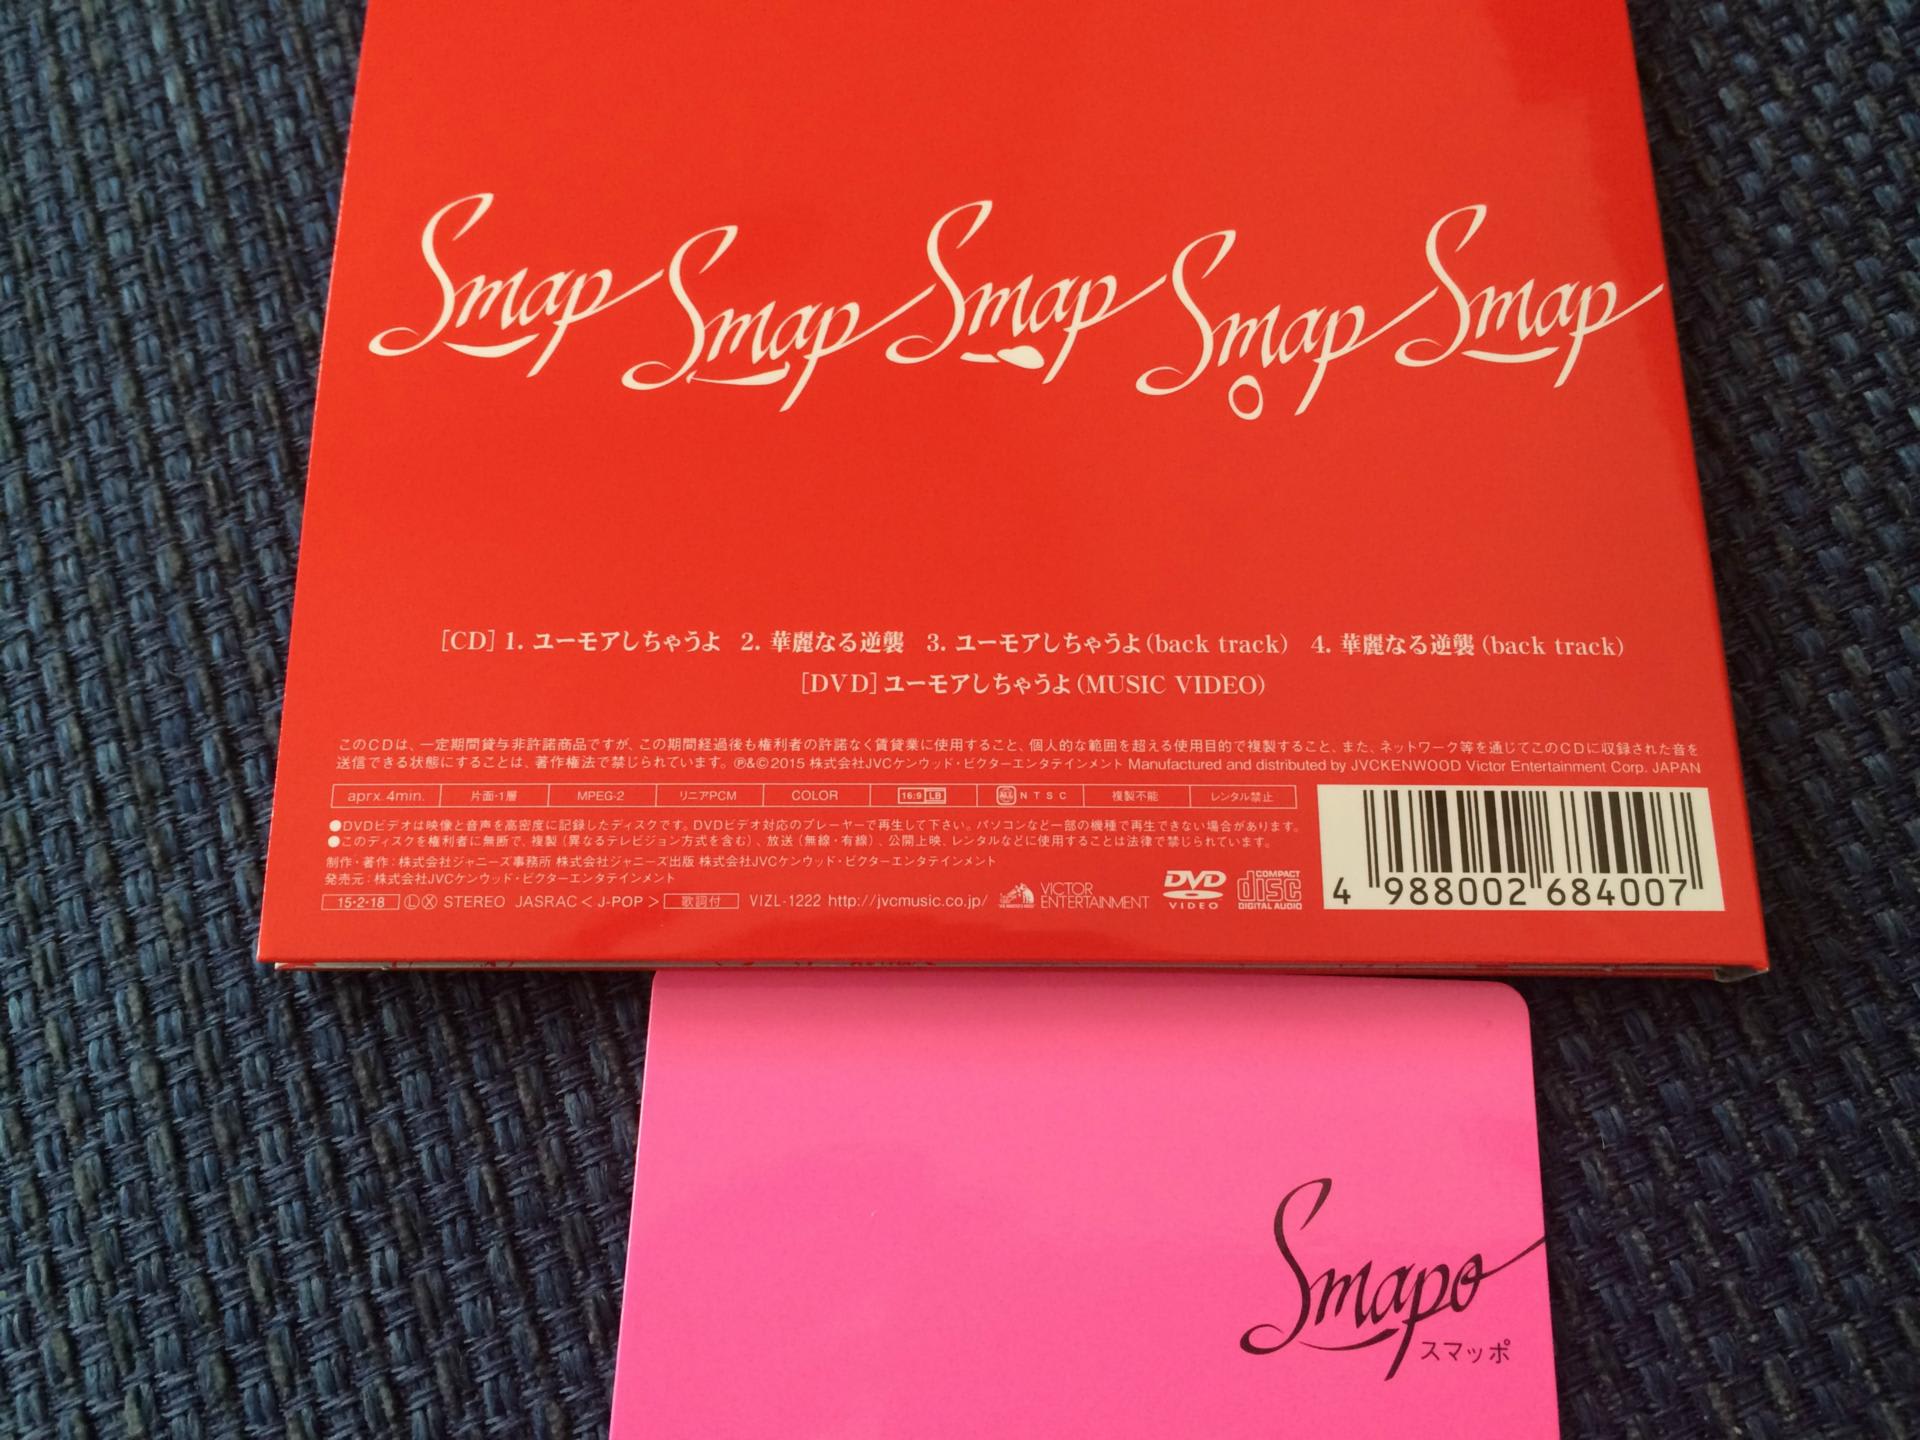 Smap Smap Smap Smap Smap
[CD] 1. ユーモアしちゃうよ 2. 華麗なる逆襲 3. ユーモアしちゃうよ (back track) 4. 華麗なる逆襲 (back track)
[DVD] ユーモアしちゃうよ (MUSIC VIDEO)
このCDは、一定期間貸与非許諾商品ですが、この期間経過後も権利者の許諾なく賃貸業に使用すること、個人的な範囲を超える使用目的で複製すること、また、ネットワーク等を通じてこのCDに収録された音を
送信できる状態にすることは、著作権法で禁じられています。℗&©2015 株式会社JVCケンウッド・ビクターエンタテインメント Manufactured and distributed by JVCKENWOOD Victor Entertainment Corp. JAPAN
aprx. 4min. 片面・1層 MPEG-2 リニアPCM COLOR 16:9 LB ALL NTSC 複製不能 レンタル禁止
●DVDビデオは映像と音声を高密度に記録したディスクです。DVDビデオ対応のプレーヤーで再生して下さい。パソコンなど一部の機種で再生できない場合があります。
●このディスクを権利者に無断で、複製(異なるテレビジョン方式を含む)、放送(無線・有線)、公開上映、レンタルなどに使用することは法律で禁じられています。
制作・著作:株式会社ジャニーズ事務所 株式会社ジャニーズ出版 株式会社JVCケンウッド・ビクターエンタテインメント
発売元:株式会社JVCケンウッド・ビクターエンタテインメント
15・2・18 ⓁⓍ STEREO JASRAC <J-POP> 歌詞付 VIZL-1222 http://jvcmusic.co.jp/ VICTOR ENTERTAINMENT DVD VIDEO COMPACT disc DIGITAL AUDIO
4 988002 684007
Smapo
スマッポ